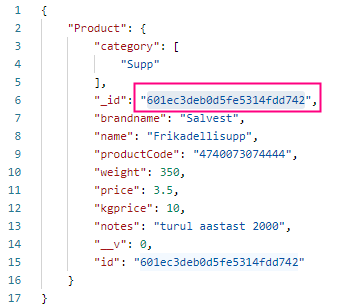 1 {
2 "Product": {
3 "category": [
4 "Supp"
5 ],
6 "_id": "601ec3deb0d5fe5314fdd742",
7 "brandname": "Salvest",
8 "name": "Frikadellisupp",
9 "productCode": "4740073074444",
10 "weight": 350,
11 "price": 3.5,
12 "kgprice": 10,
13 "notes": "turul aastast 2000",
14 "__v": 0,
15 "id": "601ec3deb0d5fe5314fdd742"
16 }
17 }